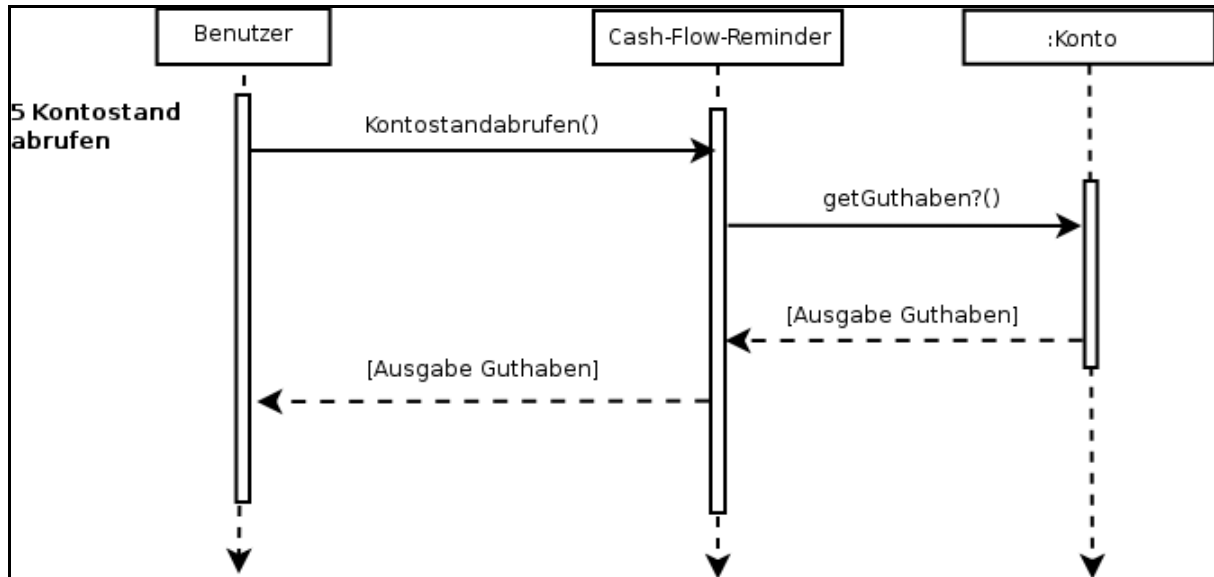 Benutzer
Cash-Flow-Reminder
:Konto
5 Kontostand
abrufen
Kontostandabrufen()
getGuthaben?()
[Ausgabe Guthaben]
[Ausgabe Guthaben]